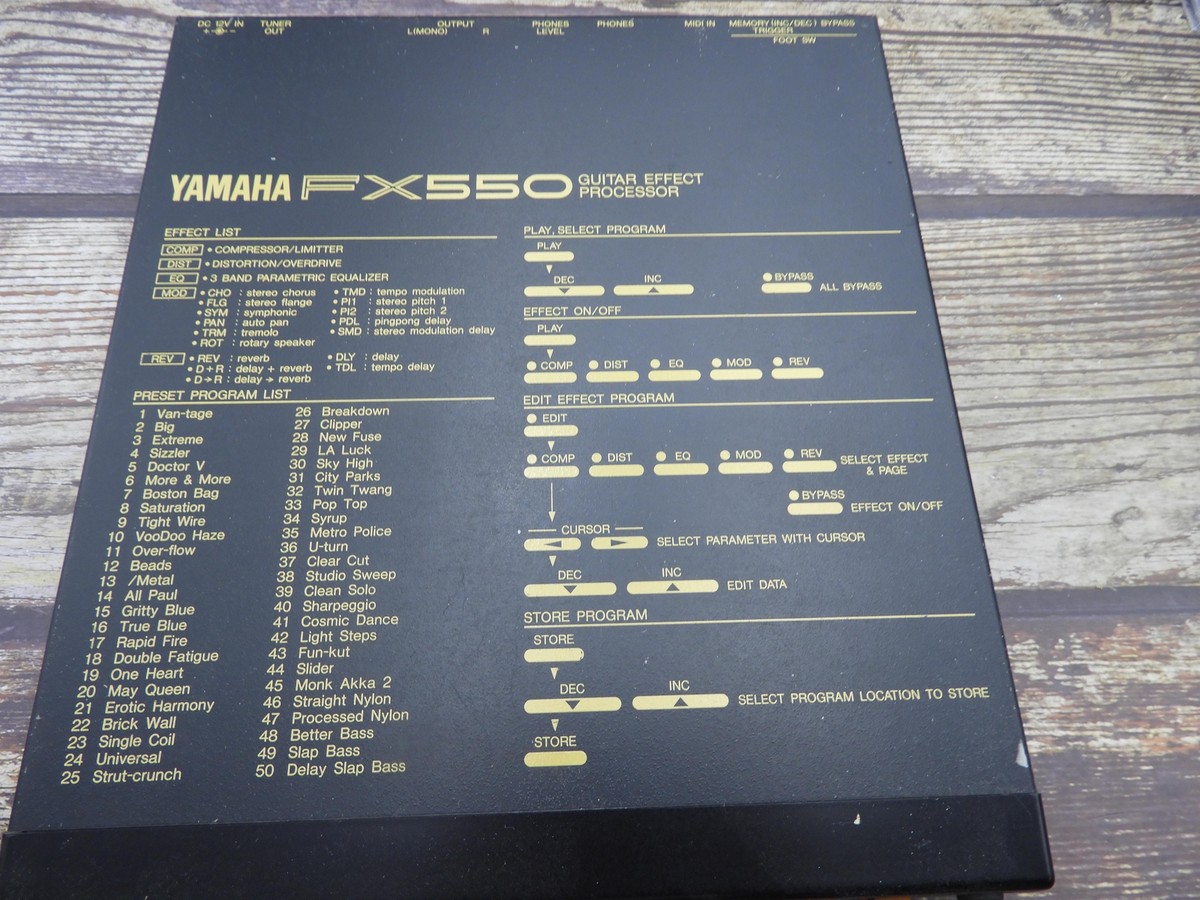 DC 12V IN TUNER OUTPUT PHONES PHONES MIDI IN MEMORY(INC/DEC) BYPASS
OUT L(MONO) R LEVEL TRIGGER
FOOT SW
YAMAHA FX550 GUITAR EFFECT
PROCESSOR
EFFECT LIST
COMP • COMPRESSOR/LIMITTER
DIST • DISTORTION/OVERDRIVE
EQ • 3 BAND PARAMETRIC EQUALIZER
MOD • CHO : stereo chorus • TMD : tempo modulation
• FLG : stereo flange • PI1 : stereo pitch 1
• SYM : symphonic • PI2 : stereo pitch 2
• PAN : auto pan • PDL : pingpong delay
• TRM : tremolo • SMD : stereo modulation delay
• ROT : rotary speaker
REV • REV : reverb • DLY : delay
• D+R : delay + reverb • TDL : tempo delay
• D→R : delay → reverb
PRESET PROGRAM LIST
1 Van-tage
2 Big
3 Extreme
4 Sizzler
5 Doctor V
6 More & More
7 Boston Bag
8 Saturation
9 Tight Wire
10 VooDoo Haze
11 Over-flow
12 Beads
13 /Metal
14 All Paul
15 Gritty Blue
16 True Blue
17 Rapid Fire
18 Double Fatigue
19 One Heart
20 May Queen
21 Erotic Harmony
22 Brick Wall
23 Single Coil
24 Universal
25 Strut-crunch
26 Breakdown
27 Clipper
28 New Fuse
29 LA Luck
30 Sky High
31 City Parks
32 Twin Twang
33 Pop Top
34 Syrup
35 Metro Police
36 U-turn
37 Clear Cut
38 Studio Sweep
39 Clean Solo
40 Sharpeggio
41 Cosmic Dance
42 Light Steps
43 Fun-kut
44 Slider
45 Monk Akka 2
46 Straight Nylon
47 Processed Nylon
48 Better Bass
49 Slap Bass
50 Delay Slap Bass
PLAY, SELECT PROGRAM
PLAY
DEC INC BYPASS
ALL BYPASS
EFFECT ON/OFF
PLAY
COMP DIST EQ MOD REV
EDIT EFFECT PROGRAM
EDIT
COMP DIST EQ MOD REV SELECT EFFECT
& PAGE
BYPASS
EFFECT ON/OFF
CURSOR
SELECT PARAMETER WITH CURSOR
DEC INC
EDIT DATA
STORE PROGRAM
STORE
DEC INC
SELECT PROGRAM LOCATION TO STORE
STORE